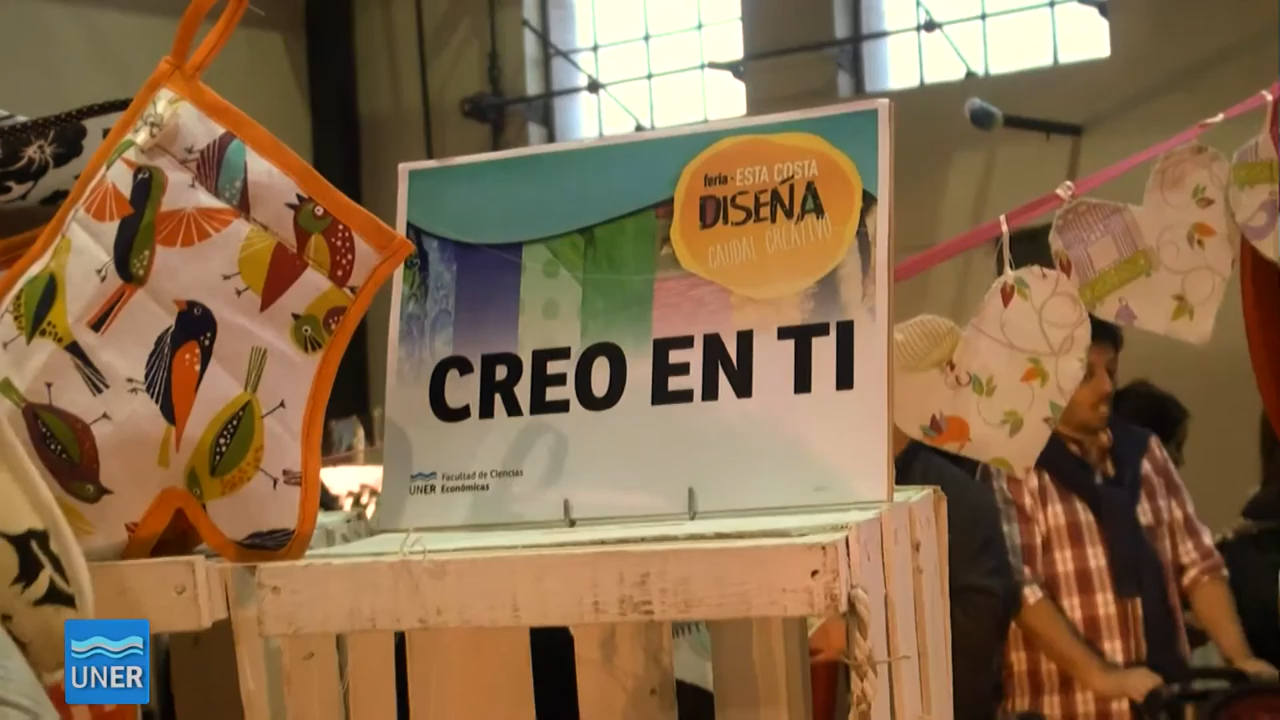 feria - ESTA COSTA
DISEÑA
CAUDAL CREATIVO
CREO EN TI
UNER
Facultad de Ciencias
Económicas
UNER